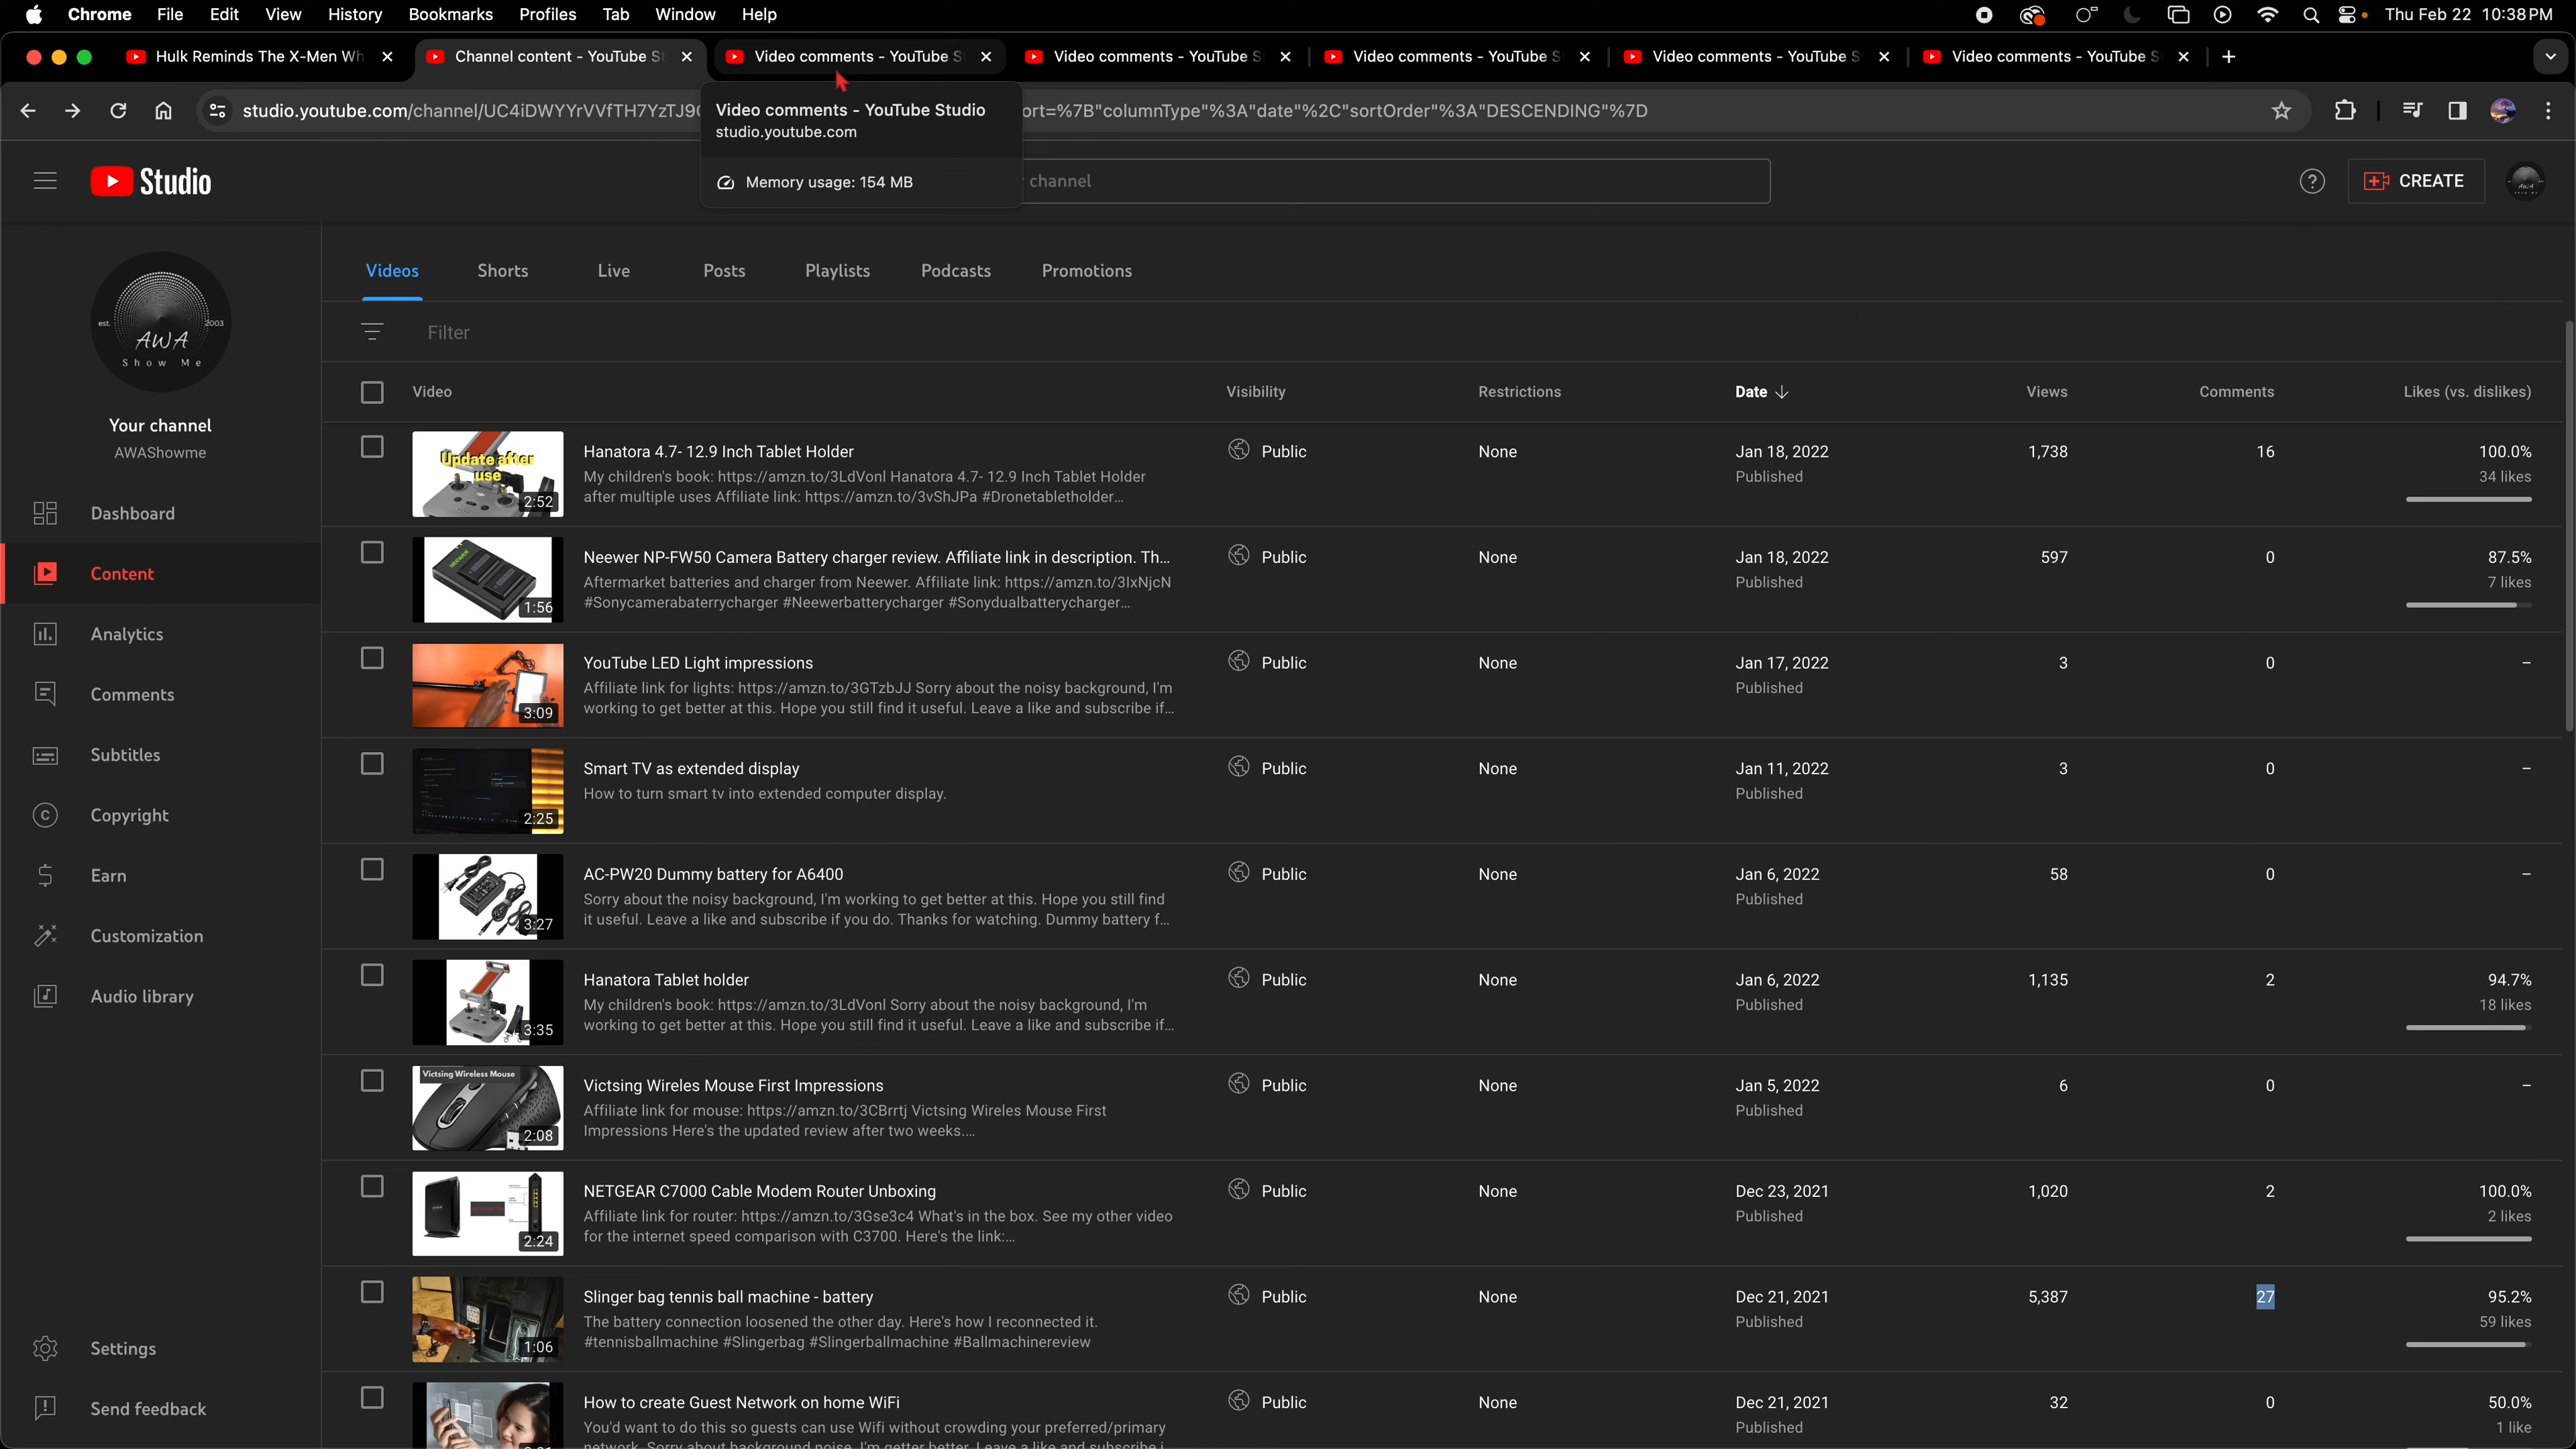 Chrome File Edit View History Bookmarks Profiles Tab Window Help Thu Feb 22 10:38 PM
Hulk Reminds The X-Men Wh Channel content - YouTube St Video comments - YouTube S Video comments - YouTube S Video comments - YouTube S Video comments - YouTube S Video comments - YouTube S
studio.youtube.com/channel/ ort=%7B"columnType"%3A"date"%2C"sortOrder"%3A"DESCENDING"%7D
Video comments - YouTube Studio
studio.youtube.com
Memory usage: 154 MB
Studio channel CREATE
est. 2003
AWA
Show Me
Your channel
AWAShowme
Dashboard
Content
Analytics
Comments
Subtitles
Copyright
Earn
Customization
Audio library
Settings
Send feedback
Videos Shorts Live Posts Playlists Podcasts Promotions
Filter
Video Visibility Restrictions Date Views Comments Likes (vs. dislikes)
Update after
use
2:52
Hanatora 4.7- 12.9 Inch Tablet Holder Public None Jan 18, 2022 1,738 16 100.0%
My children's book: https://amzn.to/3LdVonl Hanatora 4.7- 12.9 Inch Tablet Holder Published 34 likes
after multiple uses Affiliate link: https://amzn.to/3vShJPa #Dronetabletholder...
NEEWER
1:56
Neewer NP-FW50 Camera Battery charger review. Affiliate link in description. Th... Public None Jan 18, 2022 597 0 87.5%
Aftermarket batteries and charger from Neewer. Affiliate link: https://amzn.to/3lxNjcN Published 7 likes
#Sonycamerabaterrycharger #Neewerbatterycharger #Sonydualbatterycharger...
3:09
YouTube LED Light impressions Public None Jan 17, 2022 3 0 –
Affiliate link for lights: https://amzn.to/3GTzbJJ Sorry about the noisy background, I'm Published
working to get better at this. Hope you still find it useful. Leave a like and subscribe if...
2:25
Smart TV as extended display Public None Jan 11, 2022 3 0 –
How to turn smart tv into extended computer display. Published
3:27
AC-PW20 Dummy battery for A6400 Public None Jan 6, 2022 58 0 –
Sorry about the noisy background, I'm working to get better at this. Hope you still find Published
it useful. Leave a like and subscribe if you do. Thanks for watching. Dummy battery f...
3:35
Hanatora Tablet holder Public None Jan 6, 2022 1,135 2 94.7%
My children's book: https://amzn.to/3LdVonl Sorry about the noisy background, I'm Published 18 likes
working to get better at this. Hope you still find it useful. Leave a like and subscribe if...
Victsing Wireless Mouse
2:08
Victsing Wireles Mouse First Impressions Public None Jan 5, 2022 6 0 –
Affiliate link for mouse: https://amzn.to/3CBrrtj Victsing Wireles Mouse First Published
Impressions Here's the updated review after two weeks....
2:24
NETGEAR C7000 Cable Modem Router Unboxing Public None Dec 23, 2021 1,020 2 100.0%
Affiliate link for router: https://amzn.to/3Gse3c4 What's in the box. See my other video Published 2 likes
for the internet speed comparison with C3700. Here's the link:...
1:06
Slinger bag tennis ball machine - battery Public None Dec 21, 2021 5,387 27 95.2%
The battery connection loosened the other day. Here's how I reconnected it. Published 59 likes
#tennisballmachine #Slingerbag #Slingerballmachine #Ballmachinereview
How to create Guest Network on home WiFi Public None Dec 21, 2021 32 0 50.0%
You'd want to do this so guests can use Wifi without crowding your preferred/primary Published 1 like
network. Sorry about background noise. I'm getter better. Leave a like and subscribe i